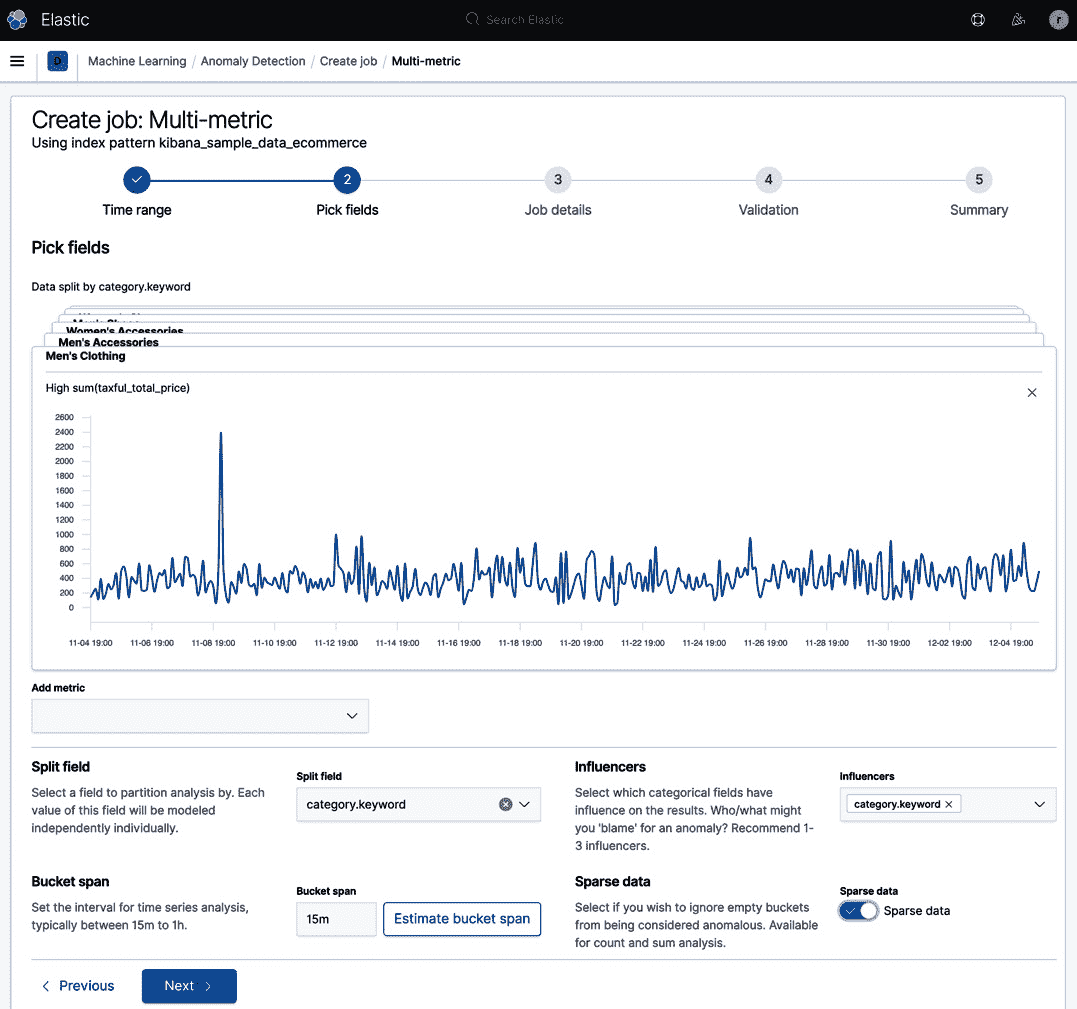 Elastic
Search Elastic
r
D
Machine Learning / Anomaly Detection / Create job / Multi-metric
Create job: Multi-metric
Using index pattern kibana_sample_data_ecommerce
2
3
4
5
Time range
Pick fields
Job details
Validation
Summary
Pick fields
Data split by category.keyword
Women's Accessories
Men's Accessories
Men's Clothing
High sum(taxful_total_price)
2600
2400
2200
2000
1800
1600
1400
1200
1000
800
600
400
200
0
11-04 19:00
11-06 19:00
11-08 19:00
11-10 19:00
11-12 19:00
11-14 19:00
11-16 19:00
11-18 19:00
11-20 19:00
11-22 19:00
11-24 19:00
11-26 19:00
11-28 19:00
11-30 19:00
12-02 19:00
12-04 19:00
Add metric
Split field
Select a field to partition analysis by. Each
value of this field will be modeled
independently individually.
Split field
category.keyword
Influencers
Select which categorical fields have
influence on the results. Who/what might
you 'blame' for an anomaly? Recommend 1-
3 influencers.
Influencers
category.keyword
Bucket span
Set the interval for time series analysis,
typically between 15m to 1h.
Bucket span
15m
Estimate bucket span
Sparse data
Select if you wish to ignore empty buckets
from being considered anomalous. Available
for count and sum analysis.
Sparse data
Sparse data
Previous
Next